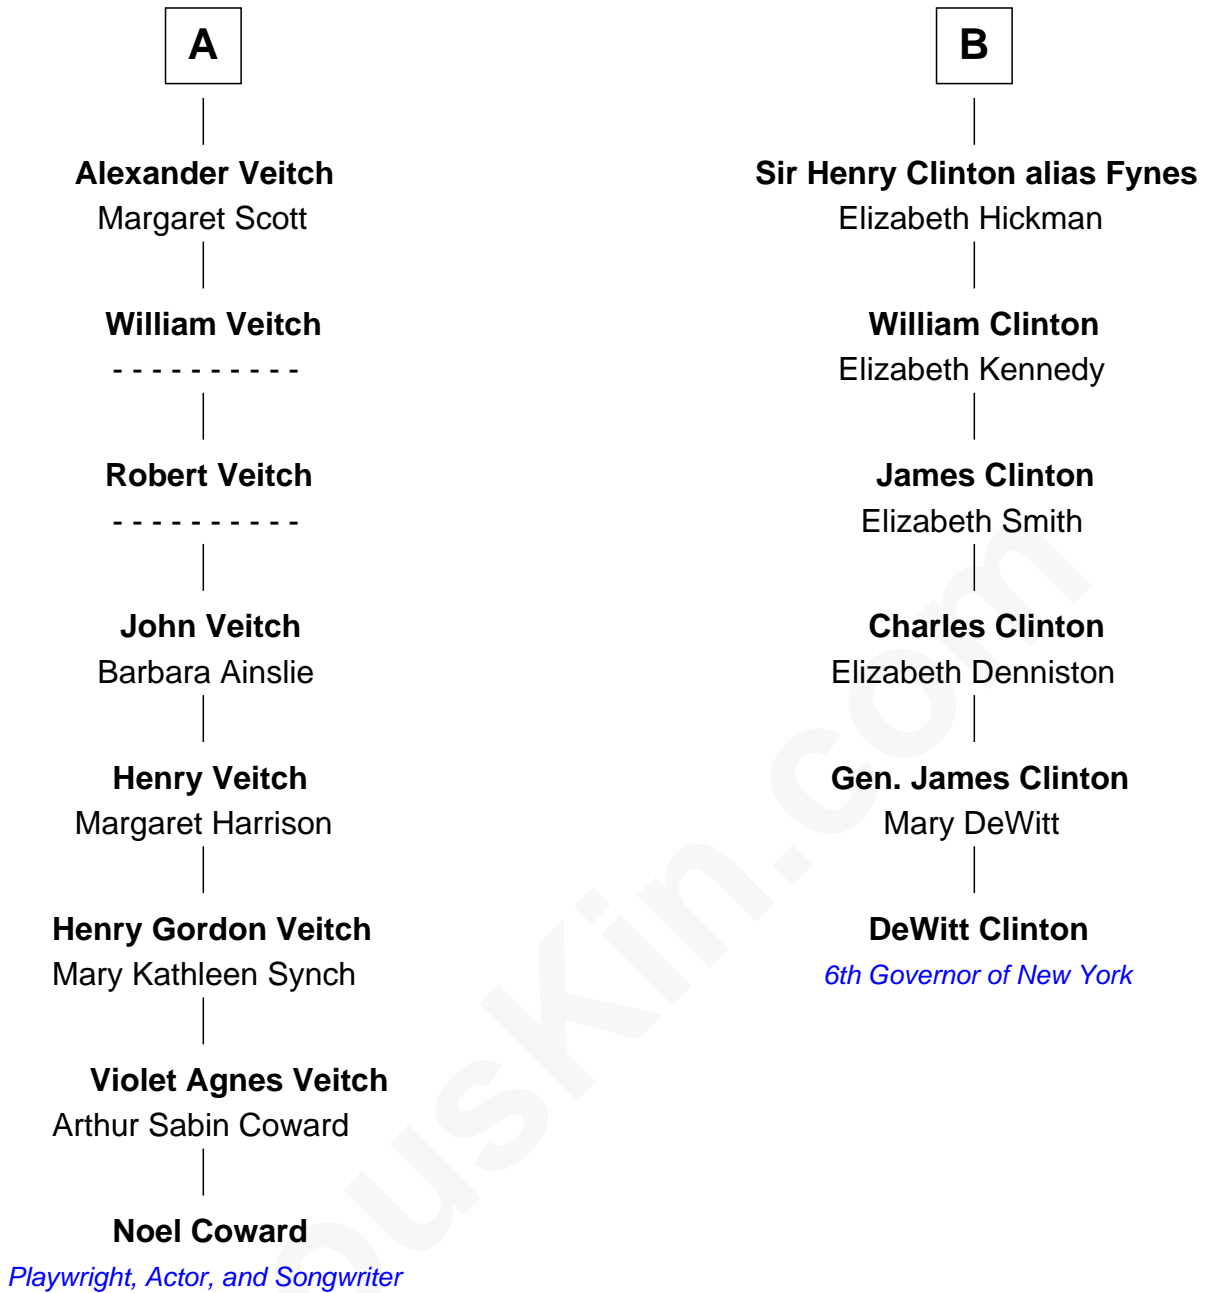 A
Alexander Veitch
Margaret Scott
William Veitch
- - - - - - - - - -
Robert Veitch
- - - - - - - - - -
John Veitch
Barbara Ainslie
Henry Veitch
Margaret Harrison
Henry Gordon Veitch
Mary Kathleen Synch
Violet Agnes Veitch
Arthur Sabin Coward
Noel Coward
Playwright, Actor, and Songwriter
B
Sir Henry Clinton alias Fynes
Elizabeth Hickman
William Clinton
Elizabeth Kennedy
James Clinton
Elizabeth Smith
Charles Clinton
Elizabeth Denniston
Gen. James Clinton
Mary DeWitt
DeWitt Clinton
6th Governor of New York
ousKin.com